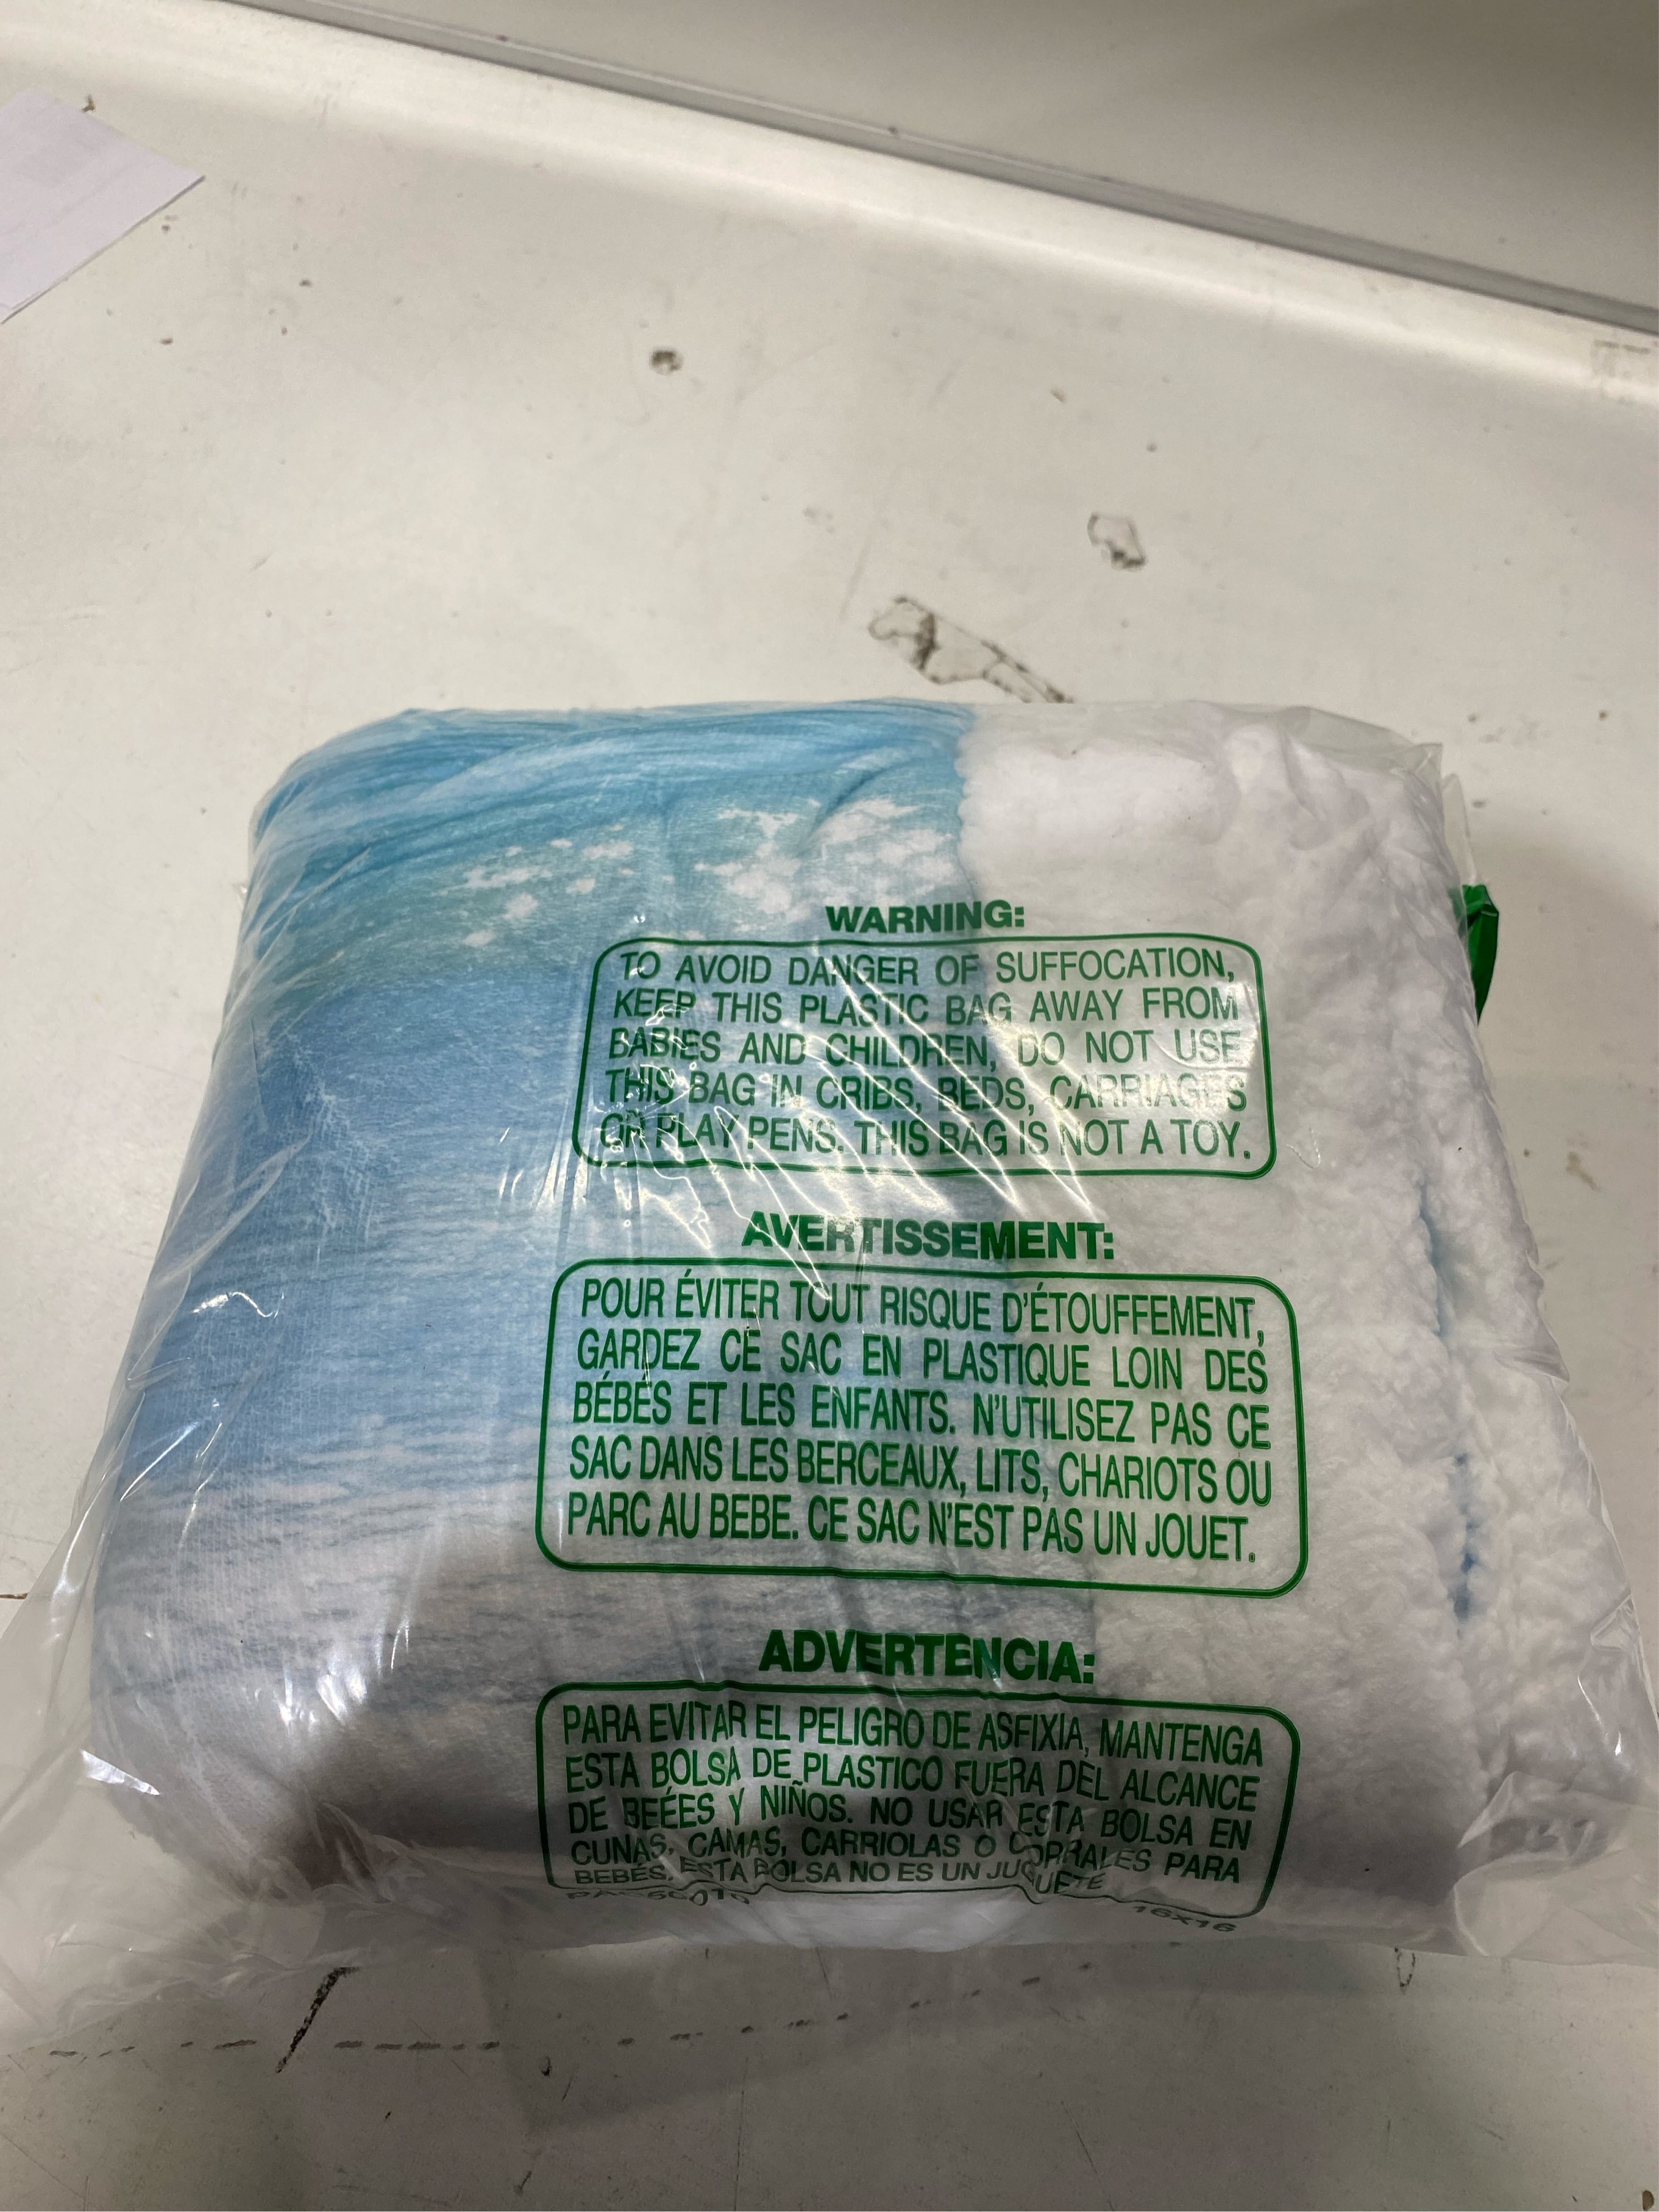 WARNING:
TO AVOID DANGER OF SUFFOCATION,
KEEP THIS PLASTIC BAG AWAY FROM
BABIES AND CHILDREN, DO NOT USE
THIS BAG IN CRIBS, BEDS, CARRIAGES
OR PLAY PENS. THIS BAG IS NOT A TOY.
AVERTISSEMENT:
POUR ÉVITER TOUT RISQUE D'ÉTOUFFEMENT,
GARDEZ CE SAC EN PLASTIQUE LOIN DES
BÉBÉS ET LES ENFANTS. N'UTILISEZ PAS CE
SAC DANS LES BERCEAUX, LITS, CHARIOTS OU
PARC AU BEBE. CE SAC N'EST PAS UN JOUET.
ADVERTENCIA:
PARA EVITAR EL PELIGRO DE ASFIXIA, MANTENGA
ESTA BOLSA DE PLASTICO FUERA DEL ALCANCE
DE BEÉES Y NIÑOS. NO USAR ESTA BOLSA EN
CUNAS, CAMAS, CARRIOLAS O CORRALES PARA
BEBÉS. ESTA BOLSA NO ES UN JUGUETE
16X16